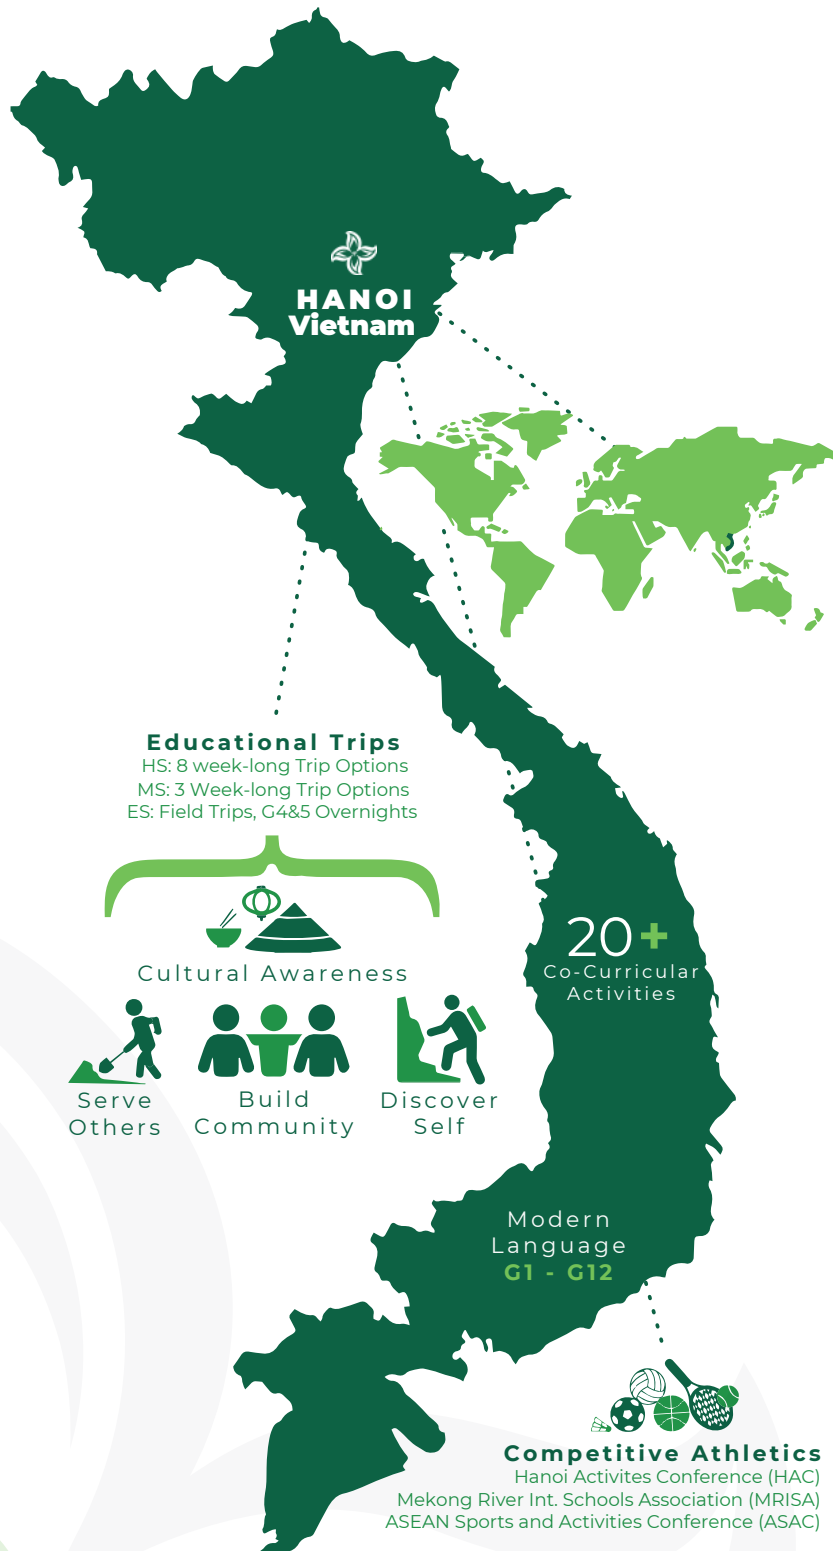 HANOI
Vietnam
Educational Trips
HS: 8 week-long Trip Options
MS: 3 Week-long Trip Options
ES: Field Trips, G4&5 Overnights
Cultural Awareness
Serve
Others
Build
Community
Discover
Self
20+
Co-Curricular
Activities
Modern
Language
G1 - G12
Competitive Athletics
Hanoi Activites Conference (HAC)
Mekong River Int. Schools Association (MRISA)
ASEAN Sports and Activities Conference (ASAC)